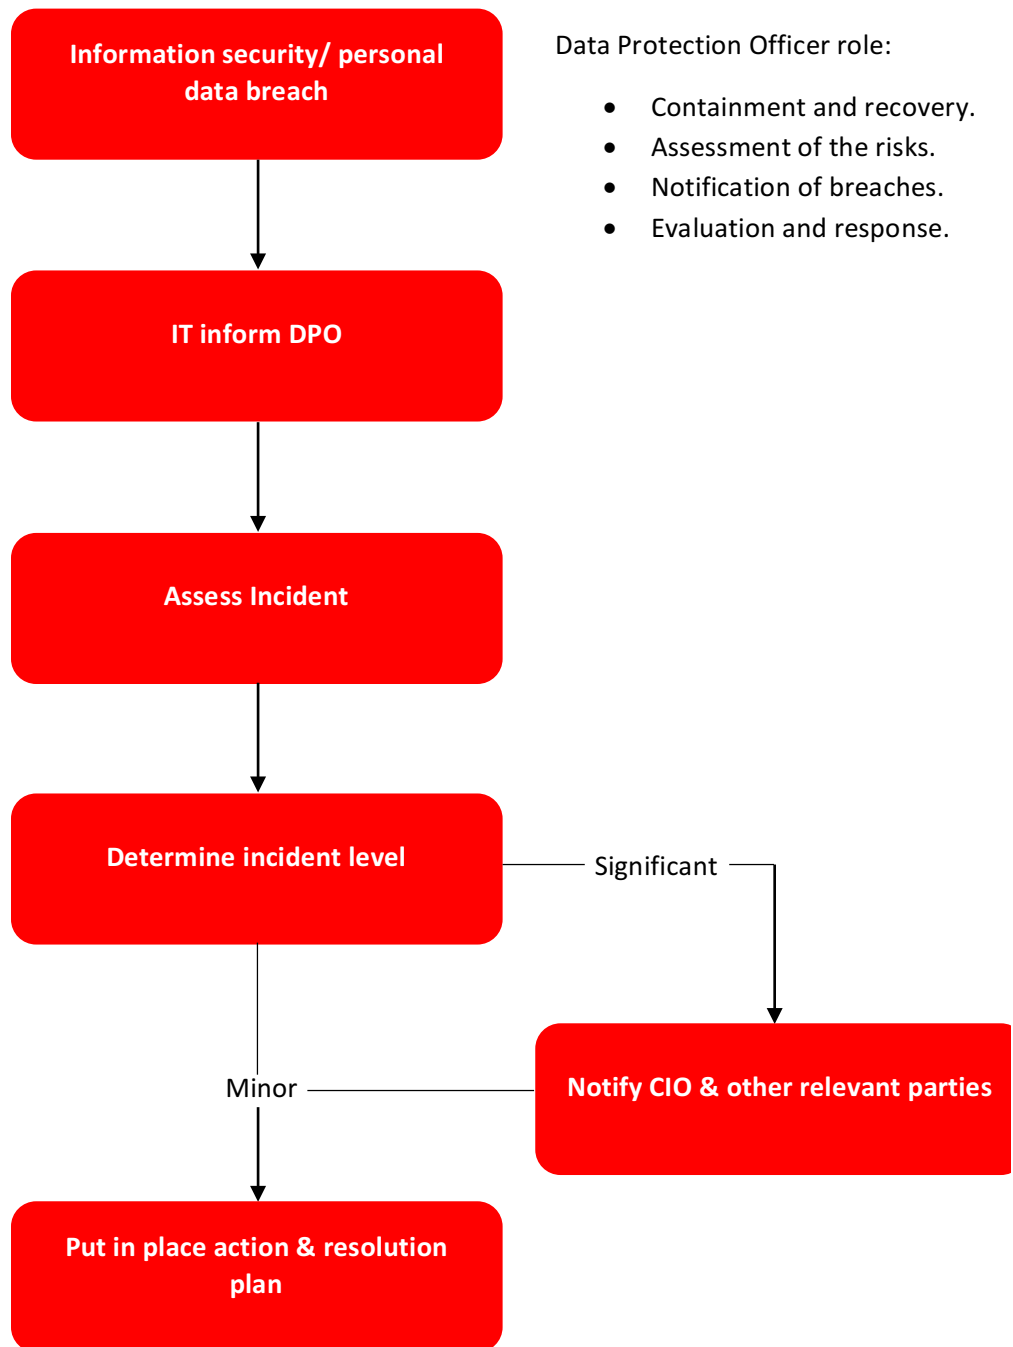 Information security/ personal
data breach
Data Protection Officer role:
• Containment and recovery.
• Assessment of the risks.
• Notification of breaches.
• Evaluation and response.
IT inform DPO
Assess Incident
Determine incident level
Significant
Minor
Notify CIO & other relevant parties
Put in place action & resolution
plan